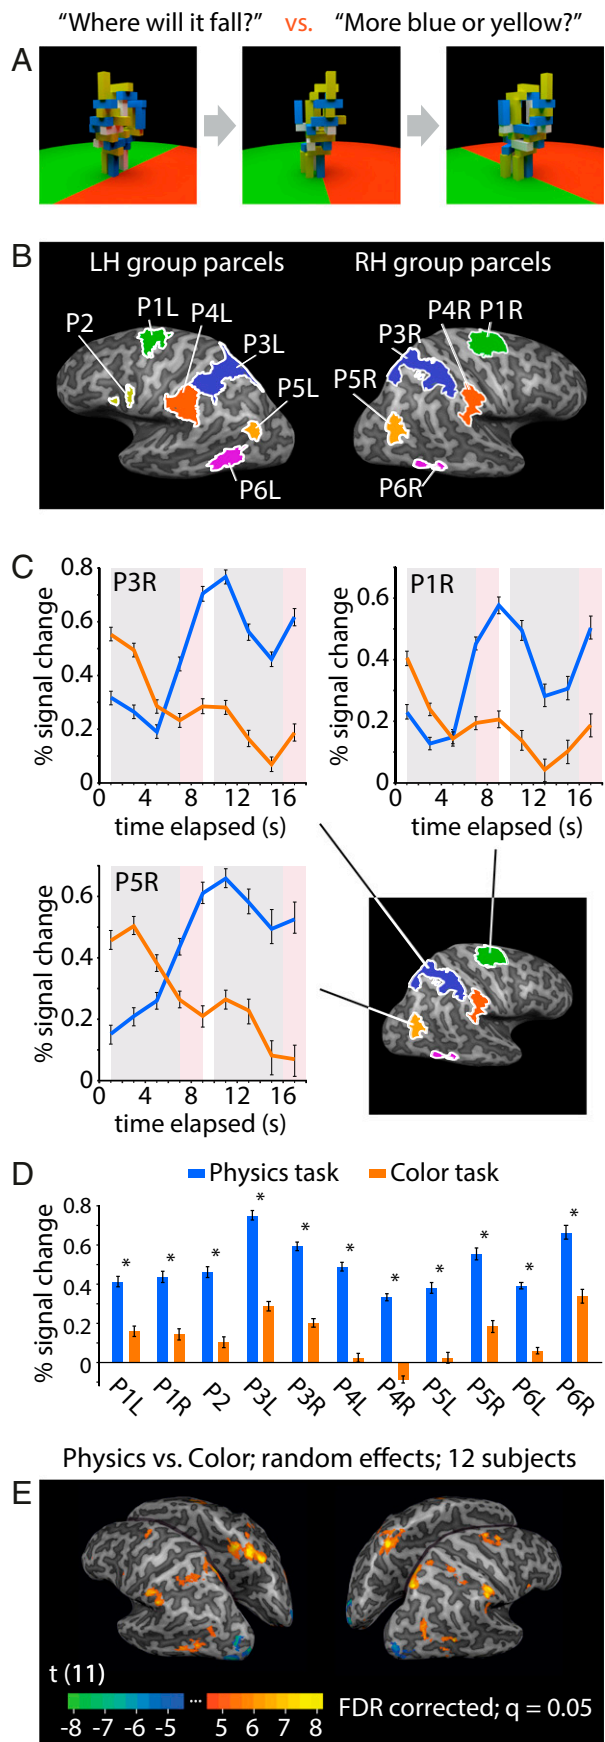 “Where will it fall?” vs. “More blue or yellow?”
A
B
LH group parcels
RH group parcels
P2
P1L
P4L
P3L
P5L
P6L
P4R
P1R
P3R
P5R
P6R
C
P3R
% signal change
0.8
0.6
0.4
0.2
0
0 4 8 12 16
time elapsed (s)
P1R
% signal change
0.6
0.4
0.2
0
0 4 8 12 16
time elapsed (s)
P5R
% signal change
0.6
0.4
0.2
0
0 4 8 12 16
time elapsed (s)
D
Physics task
Color task
% signal change
0.8
0.6
0.4
0.2
0
* * * * * * * * * * *
P1L P1R P2 P3L P3R P4L P4R P5L P5R P6L P6R
Physics vs. Color; random effects; 12 subjects
E
t (11)
...
-8 -7 -6 -5 5 6 7 8
FDR corrected; q = 0.05